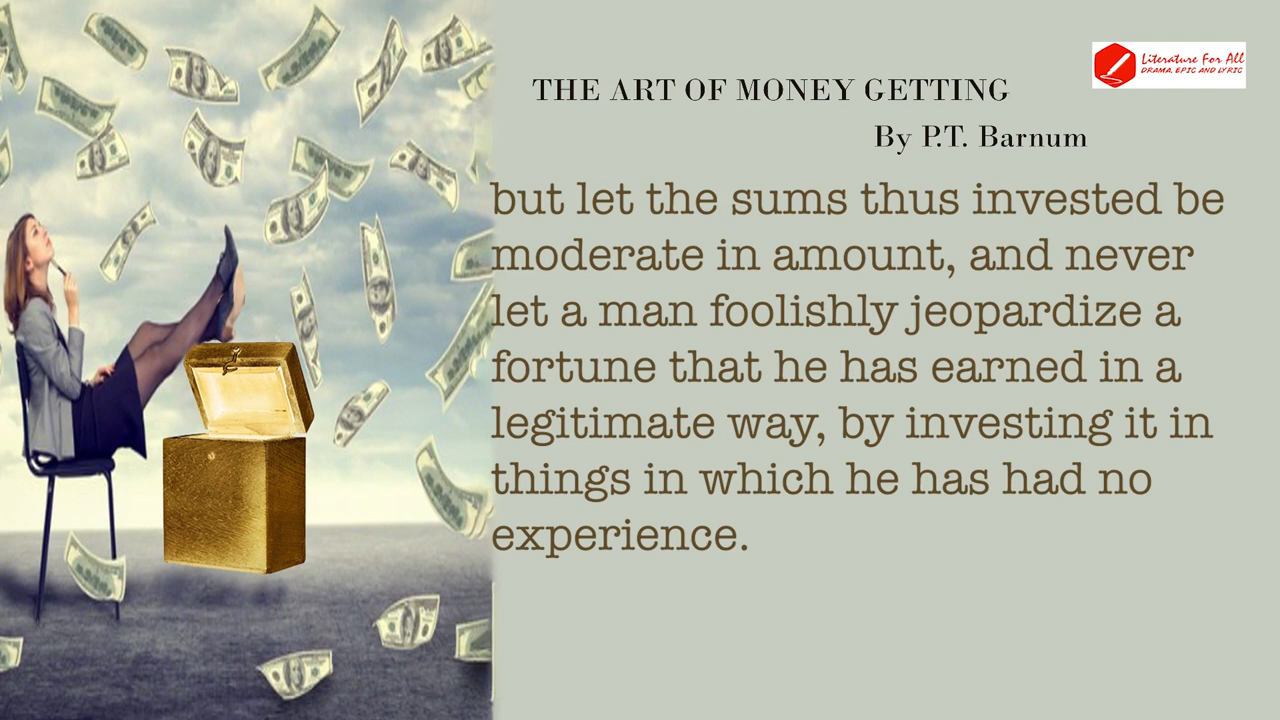 Literature For All
DRAMA, EPIC AND LYRIC
THE ART OF MONEY GETTING
By P.T. Barnum
but let the sums thus invested be
moderate in amount, and never
let a man foolishly jeopardize a
fortune that he has earned in a
legitimate way, by investing it in
things in which he has had no
experience.